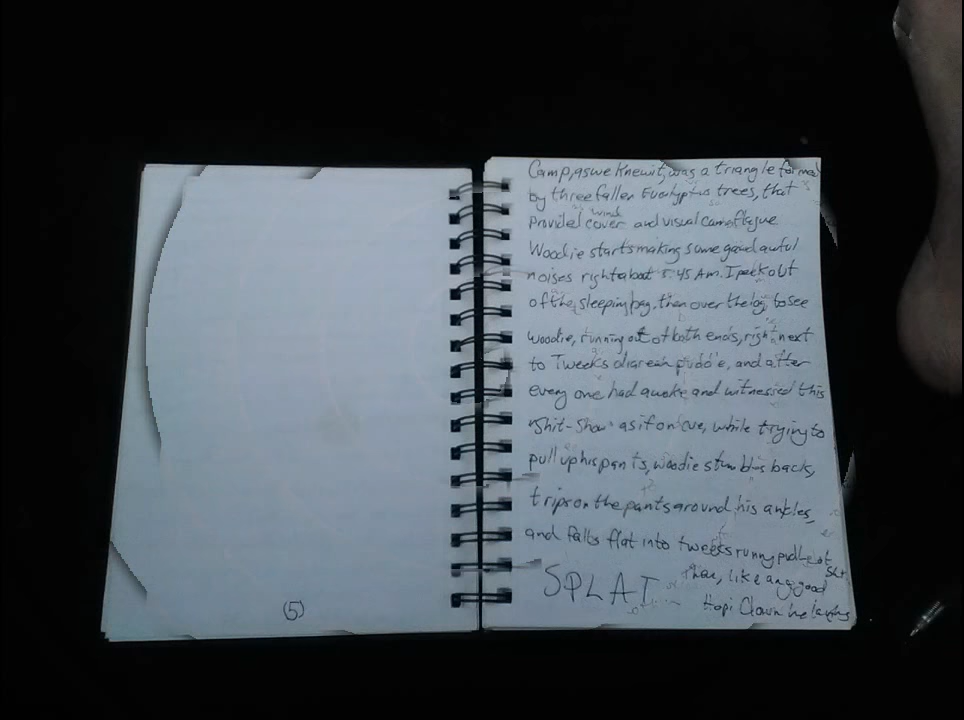 (5)
Camp, as we knew it, was a triangle formed
by three fallen Eucalyptus trees, that
provided wind cover and visual camoflague
Woodie starts making some god awful
noises right about 5:45 AM. I peek out
of the sleeping bag, then over the log to see
woodie, running out of both ends, right next
to Tweeks diareah puddle, and after
every one had awoke and witnessed this
"Shit-Show" as if on cue, while trying to
pull up his pants, woodie stumbles back,
trips on the pants around his ankles,
and falls flat into tweeks runny puddle of shit
SPLAT Then, like any good
Hopi Clown he laughs